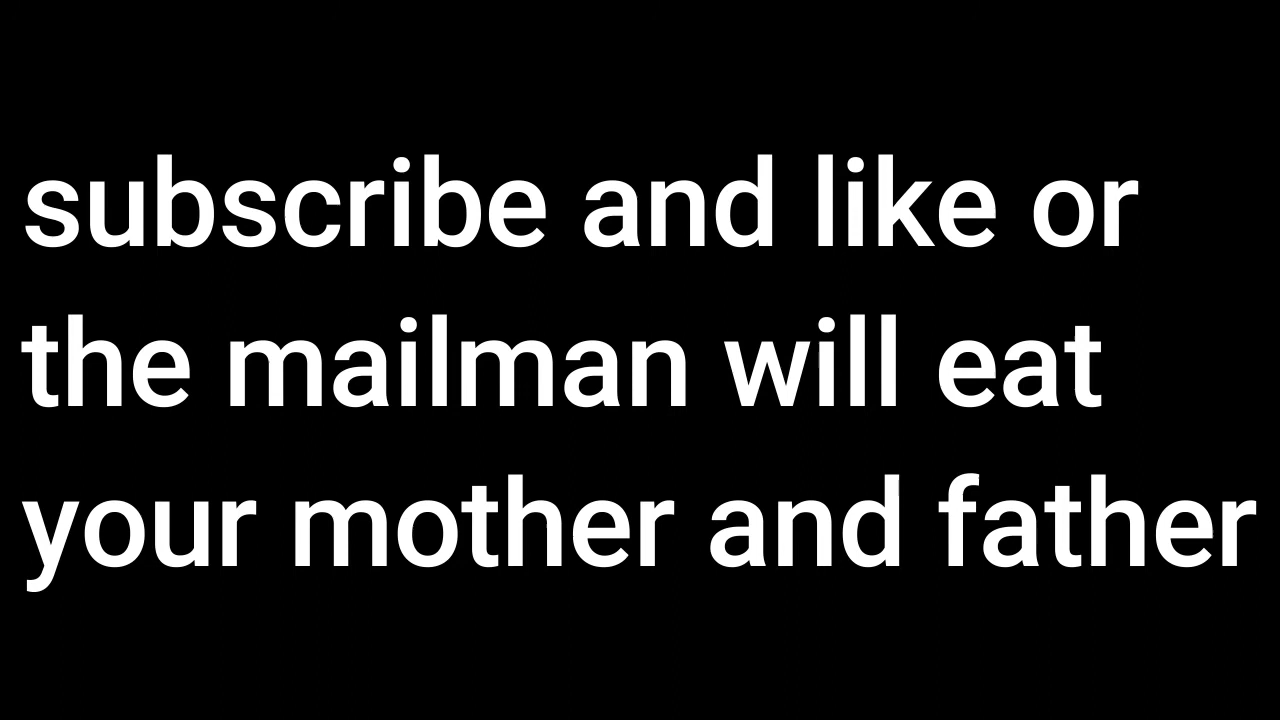 subscribe and like or
the mailman will eat
your mother and father